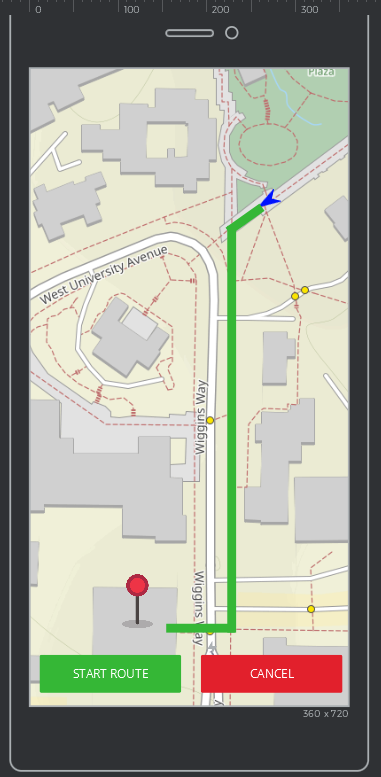 0 100 200 300
Plaza
West University Avenue
Wiggins Way
Wiggins Way
y
START ROUTE
CANCEL
360 x 720